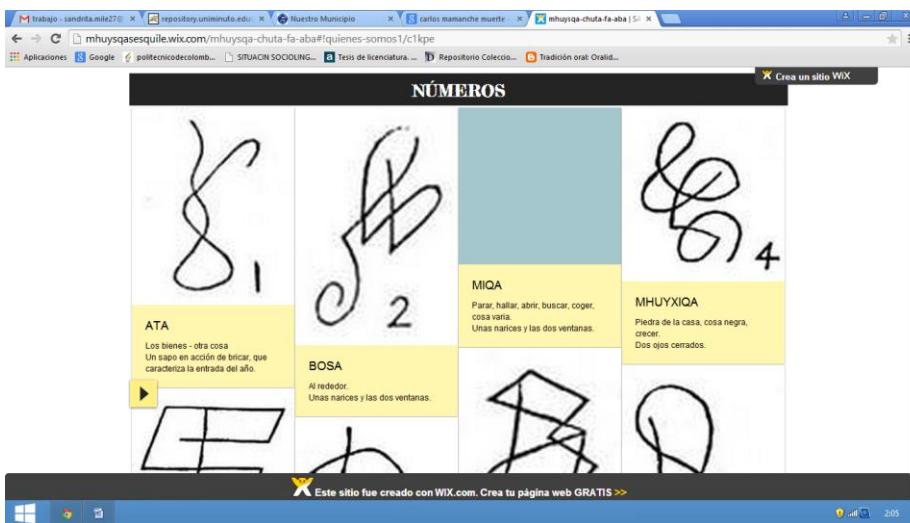 trabajo - sandrita.mile27@
repository.uniminuto.edu:
Nuestro Municipio
carlos mamanche muerte -
mhuysqa-chuta-fa-aba | Si
mhuysqasesquile.wix.com/mhuysqa-chuta-fa-aba#!quienes-somos1/c1kpe
Aplicaciones
Google
politecnicodecolomb...
SITUACIN SOCIOLING...
Tesis de licenciatura. ...
Repositorio Coleccio...
Tradición orat: Oralid...
Crea un sitio WiX
NÚMEROS
1
ATA
Los bienes - otra cosa
Un sapo en acción de bricar, que
caracteriza la entrada del año.
2
BOSA
Al rededor.
Unas narices y las dos ventanas.
MIQA
Parar, hallar, abrir, buscar, coger,
cosa varia.
Unas narices y las dos ventanas.
4
MHUYXIQA
Piedra de la casa, cosa negra,
crecer.
Dos ojos cerrados.
Este sitio fue creado con WIX.com. Crea tu página web GRATIS >>
2:05